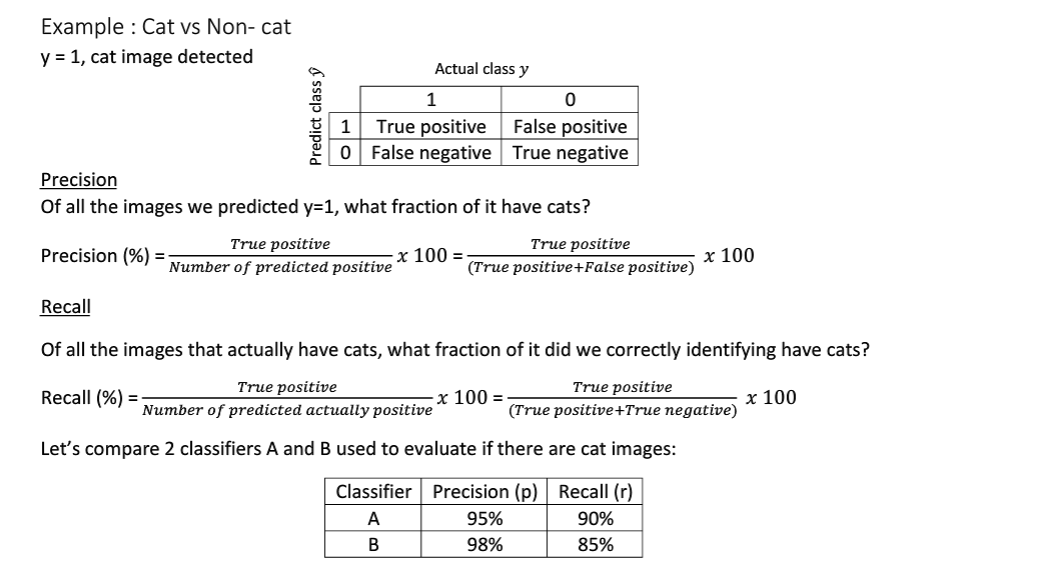 Example : Cat vs Non- cat
y = 1, cat image detected
Actual class y
Predict class ŷ
1 0
1 True positive False positive
0 False negative True negative
Precision
Of all the images we predicted y=1, what fraction of it have cats?
Precision (%) = True positive / Number of predicted positive x 100 = True positive / (True positive+False positive) x 100
Recall
Of all the images that actually have cats, what fraction of it did we correctly identifying have cats?
Recall (%) = True positive / Number of predicted actually positive x 100 = True positive / (True positive+True negative) x 100
Let’s compare 2 classifiers A and B used to evaluate if there are cat images:
Classifier Precision (p) Recall (r)
A 95% 90%
B 98% 85%